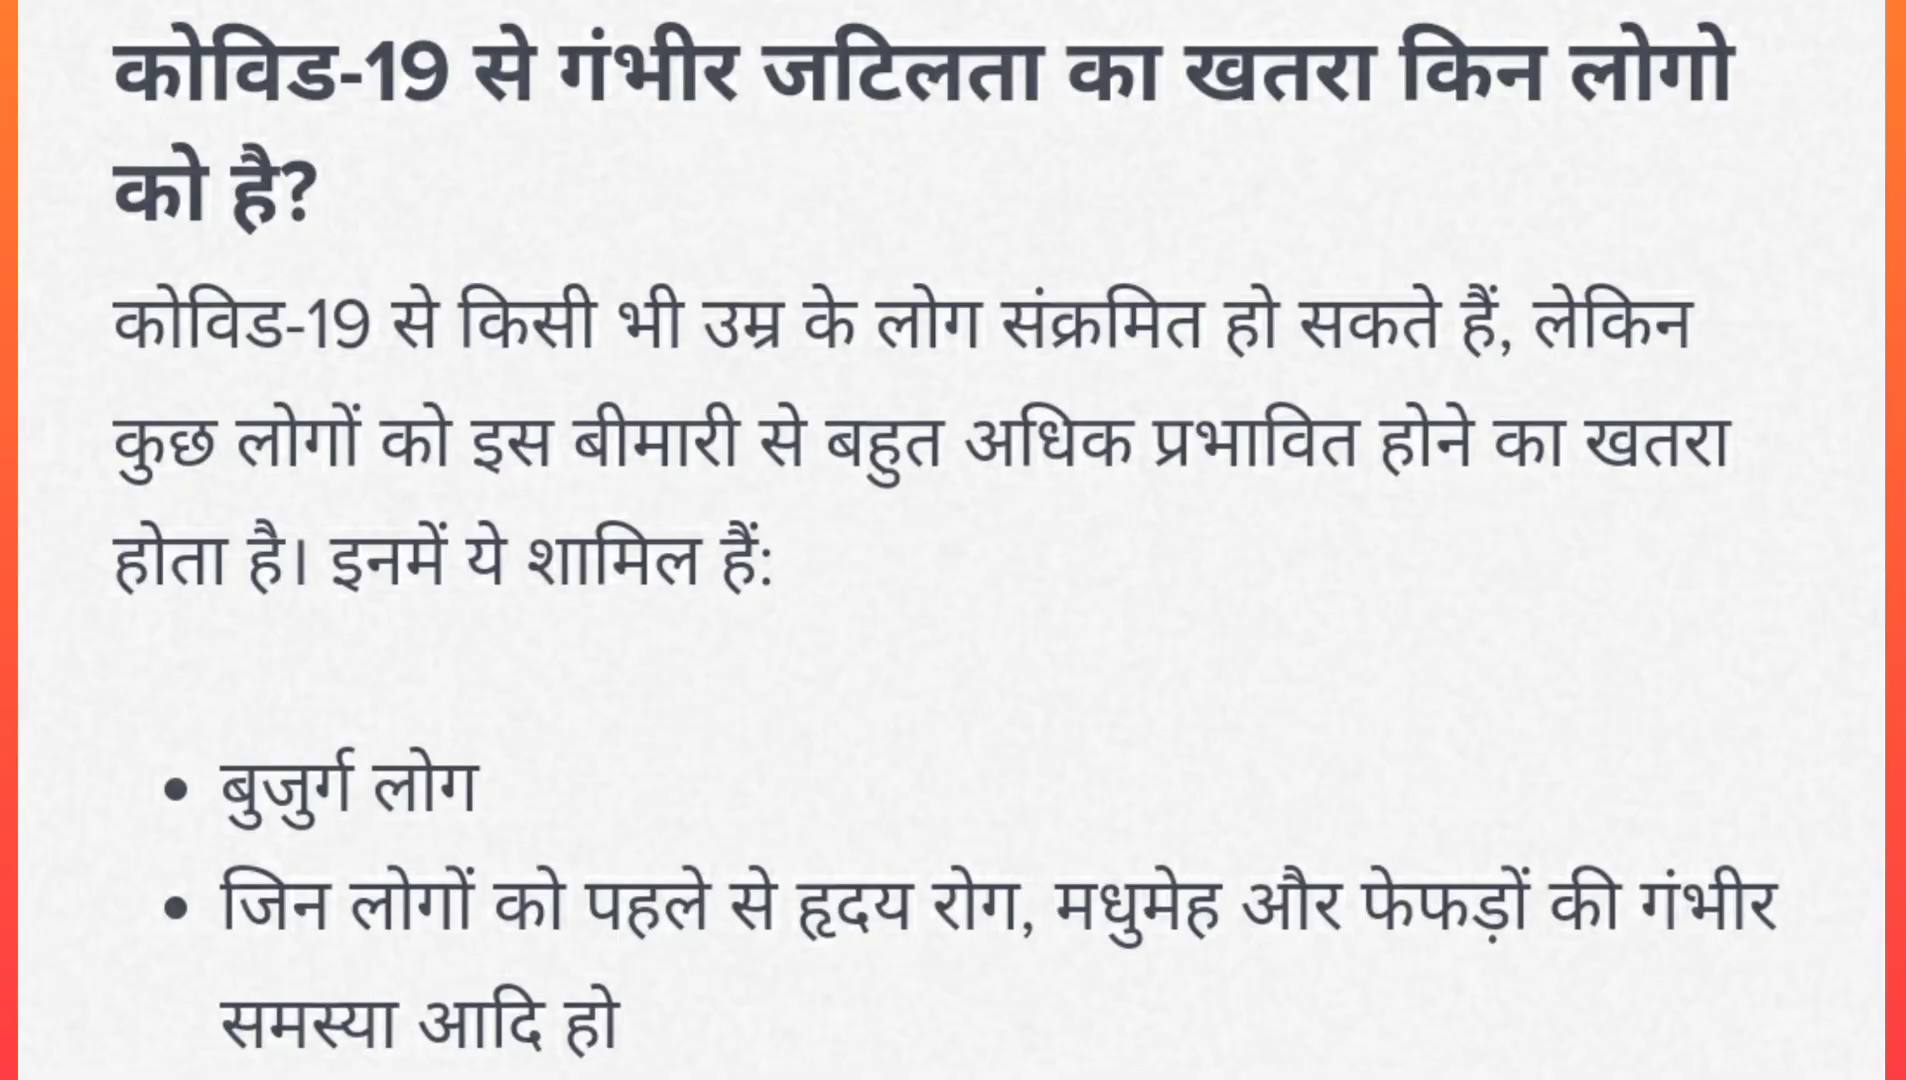 कोविड-19 से गंभीर जटिलता का खतरा किन लोगो
को है?
कोविड-19 से किसी भी उम्र के लोग संक्रमित हो सकते हैं, लेकिन
कुछ लोगों को इस बीमारी से बहुत अधिक प्रभावित होने का खतरा
होता है। इनमें ये शामिल हैं:
• बुजुर्ग लोग
• जिन लोगों को पहले से हृदय रोग, मधुमेह और फेफड़ों की गंभीर
समस्या आदि हो